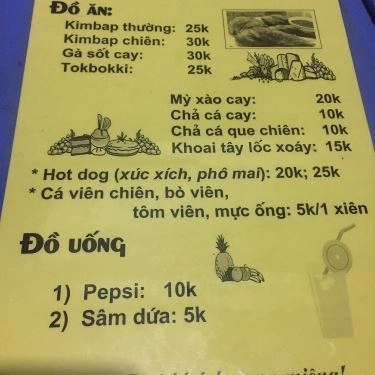 Đồ ăn:
Kimbap thường: 25k
Kimbap chiên: 30k
Gà sốt cay: 30k
Tokbokki: 25k
Mỳ xào cay: 20k
Chả cá cay: 10k
Chả cá que chiên: 10k
Khoai tây lốc xoáy: 15k
* Hot dog (xúc xích, phô mai): 20k; 25k
* Cá viên chiên, bò viên,
tôm viên, mực ống: 5k/1 xiên
Đồ uống
1) Pepsi: 10k
2) Sâm dứa: 5k
miệng!